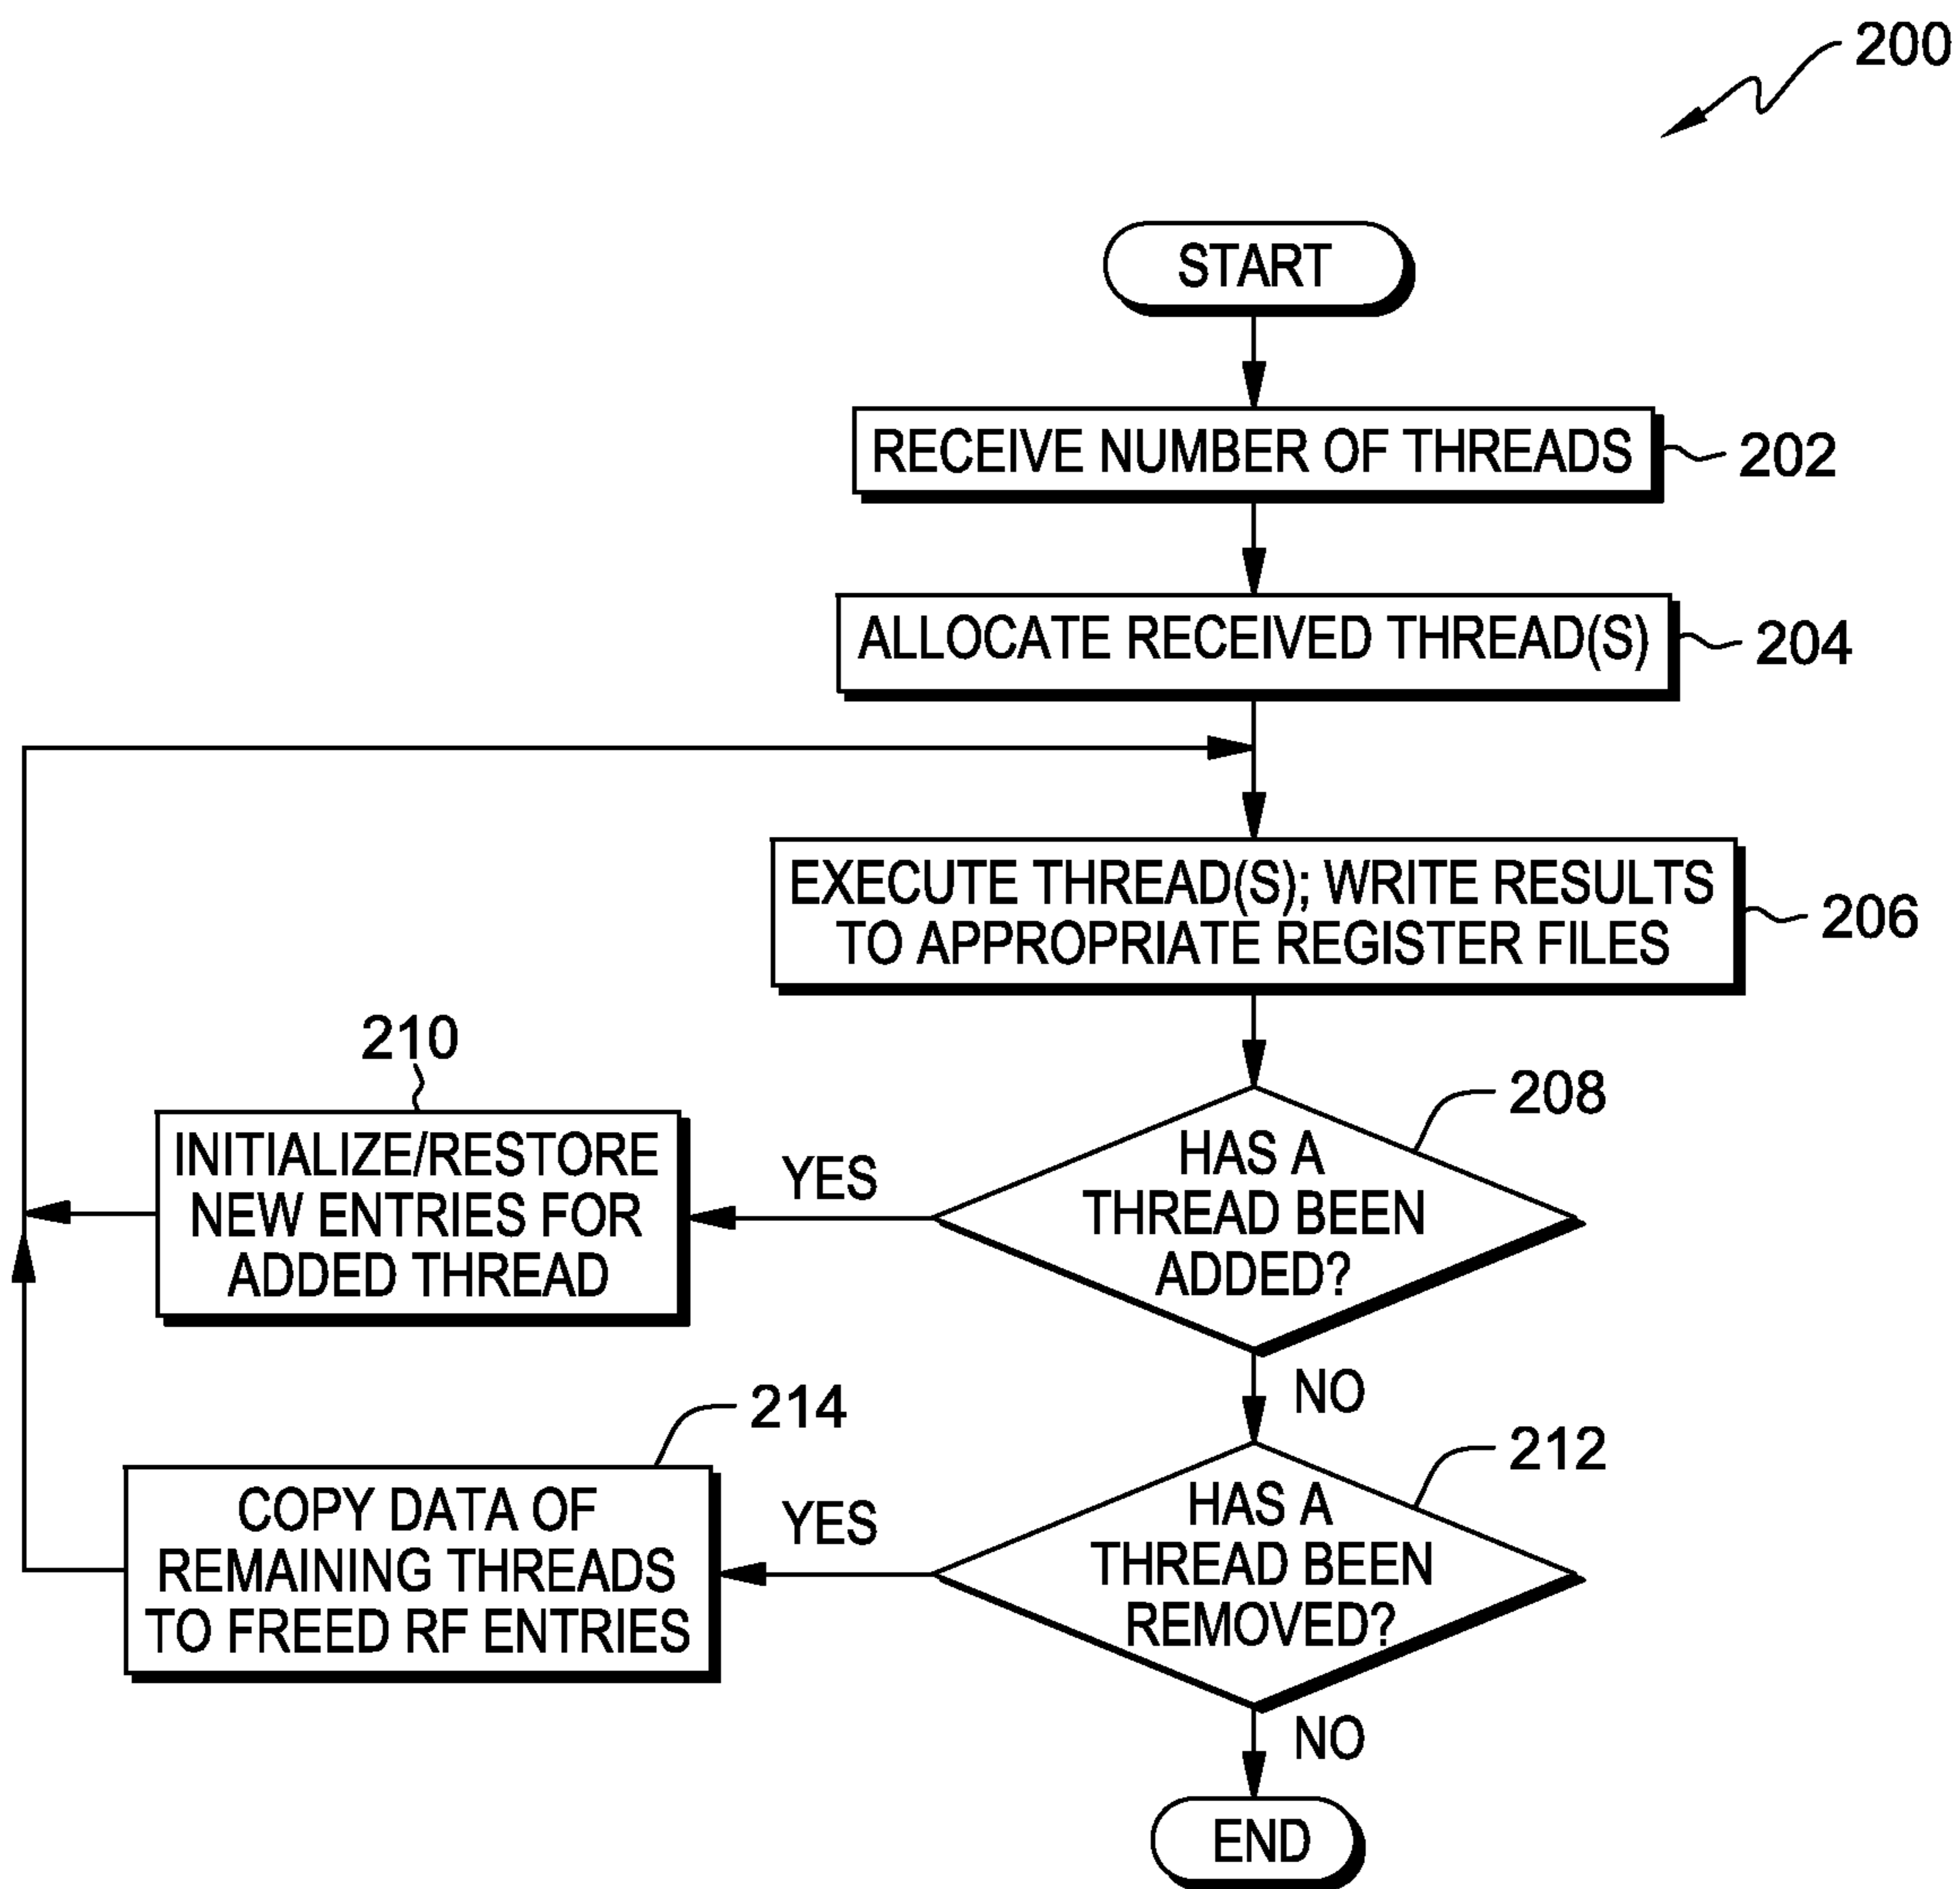 200
START
RECEIVE NUMBER OF THREADS
202
ALLOCATE RECEIVED THREAD(S)
204
EXECUTE THREAD(S); WRITE RESULTS
TO APPROPRIATE REGISTER FILES
206
208
HAS A
THREAD BEEN
ADDED?
YES
210
INITIALIZE/RESTORE
NEW ENTRIES FOR
ADDED THREAD
NO
212
HAS A
THREAD BEEN
REMOVED?
YES
214
COPY DATA OF
REMAINING THREADS
TO FREED RF ENTRIES
NO
END